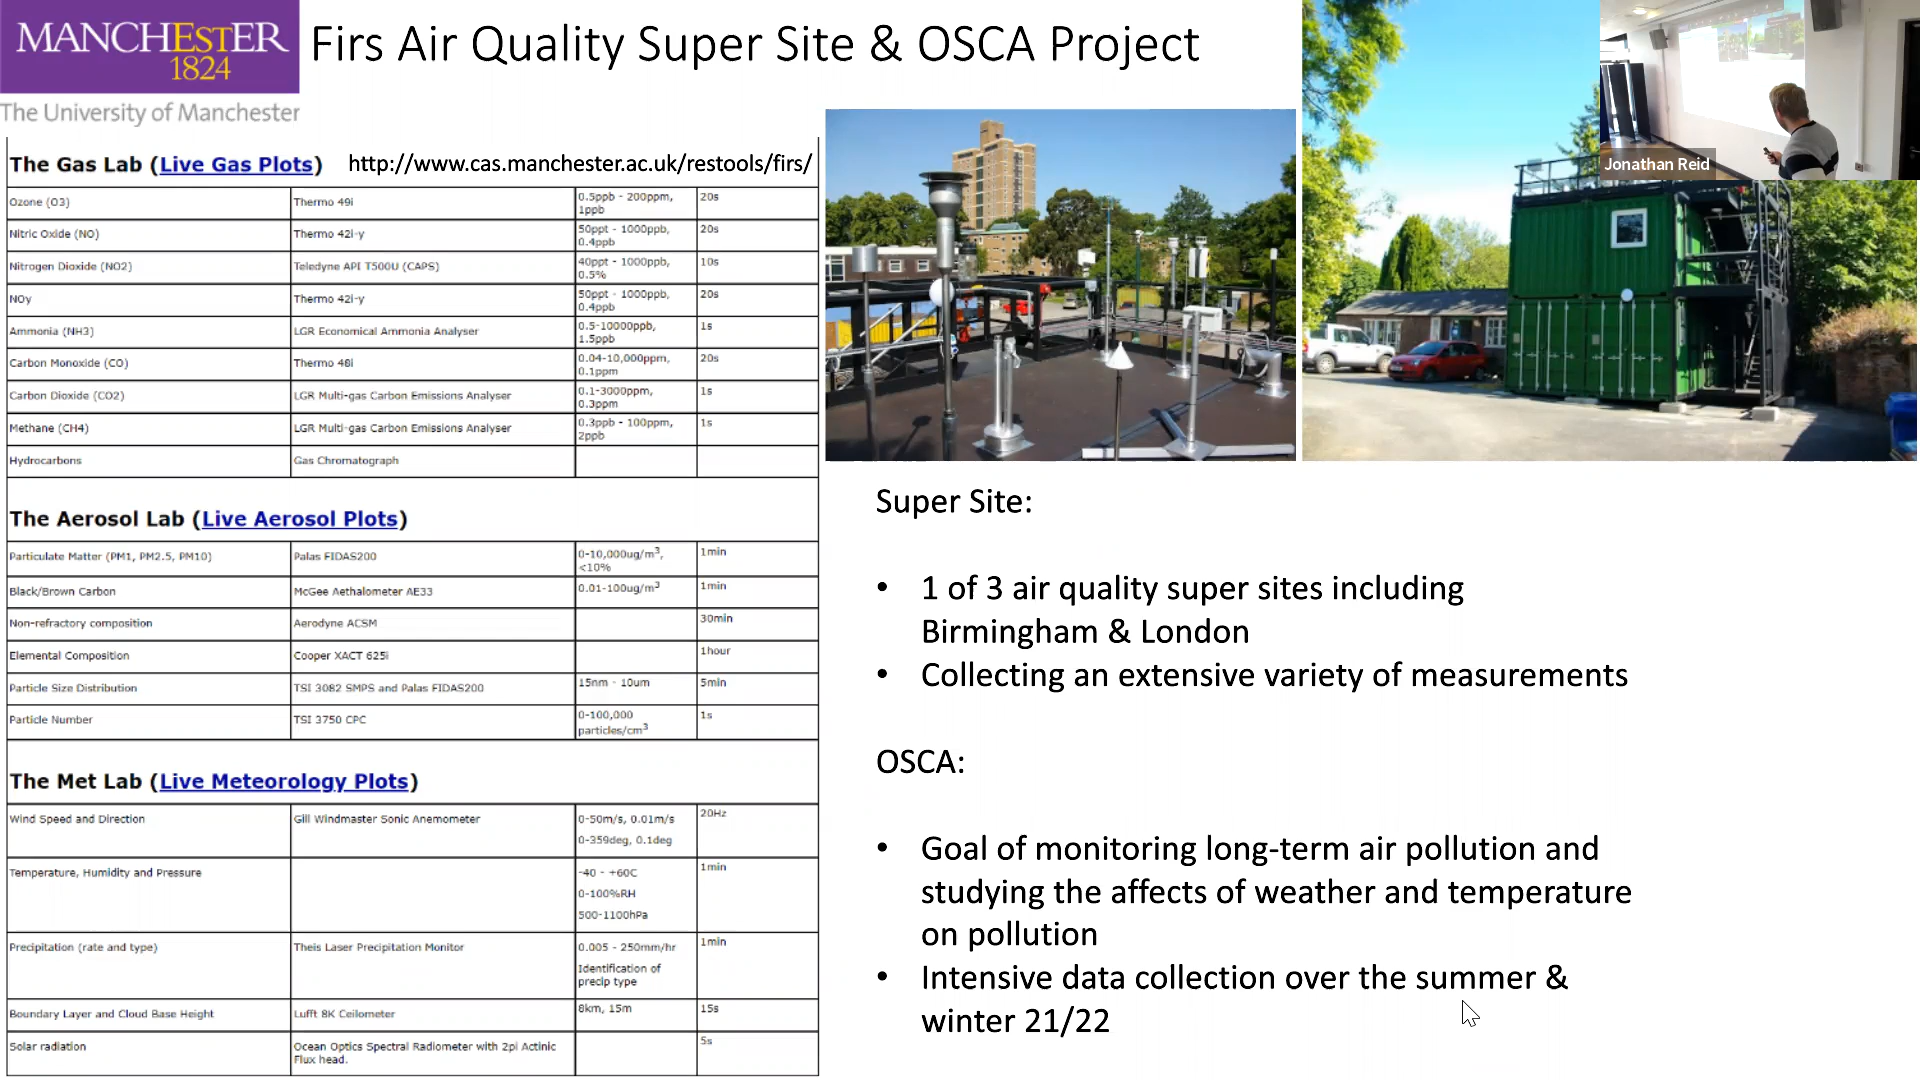 MANCHESTER
1824
The University of Manchester
Firs Air Quality Super Site & OSCA Project
Jonathan Reid
The Gas Lab (Live Gas Plots) http://www.cas.manchester.ac.uk/restools/firs/
Ozone (O3) Thermo 49i 0.5ppb - 200ppm, 20s
1ppb
Nitric Oxide (NO) Thermo 42i-y 50ppt - 1000ppb, 20s
0.4ppb
Nitrogen Dioxide (NO2) Teledyne API T500U (CAPS) 40ppt - 1000ppb, 10s
0.5%
NOy Thermo 42i-y 50ppt - 1000ppb, 20s
0.4ppb
Ammonia (NH3) LGR Economical Ammonia Analyser 0.5-10000ppb, 1s
1.5ppb
Carbon Monoxide (CO) Thermo 48i 0.04-10,000ppm, 20s
0.1ppm
Carbon Dioxide (CO2) LGR Multi-gas Carbon Emissions Analyser 0.1-3000ppm, 1s
0.3ppm
Methane (CH4) LGR Multi-gas Carbon Emissions Analyser 0.3ppb - 100ppm, 1s
2ppb
Hydrocarbons Gas Chromatograph
The Aerosol Lab (Live Aerosol Plots)
Particulate Matter (PM1, PM2.5, PM10) Palas FIDAS200 0-10,000ug/m3, 1min
<10%
Black/Brown Carbon McGee Aethalometer AE33 0.01-100ug/m3 1min
Non-refractory composition Aerodyne ACSM 30min
Elemental Composition Cooper XACT 625i 1hour
Particle Size Distribution TSI 3082 SMPS and Palas FIDAS200 15nm - 10um 5min
Particle Number TSI 3750 CPC 0-100,000 1s
particles/cm3
The Met Lab (Live Meteorology Plots)
Wind Speed and Direction Gill Windmaster Sonic Anemometer 0-50m/s, 0.01m/s 20Hz
0-359deg, 0.1deg
Temperature, Humidity and Pressure -40 - +60C 1min
0-100%RH
500-1100hPa
Precipitation (rate and type) Theis Laser Precipitation Monitor 0.005 - 250mm/hr 1min
Identification of
precip type
Boundary Layer and Cloud Base Height Lufft 8K Ceilometer 8km, 15m 15s
Solar radiation Ocean Optics Spectral Radiometer with 2pi Actinic 5s
Flux head.
Super Site:
• 1 of 3 air quality super sites including
Birmingham & London
• Collecting an extensive variety of measurements
OSCA:
• Goal of monitoring long-term air pollution and
studying the affects of weather and temperature
on pollution
• Intensive data collection over the summer &
winter 21/22